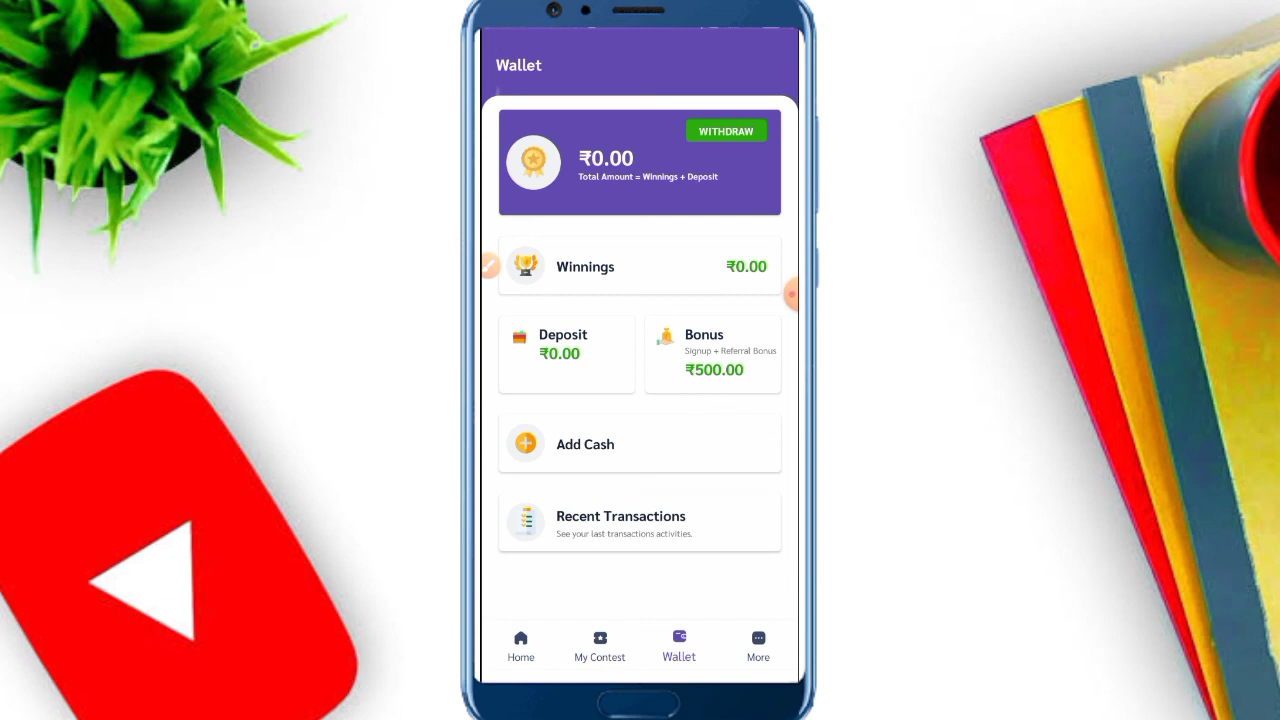 Wallet
WITHDRAW
₹0.00
Total Amount = Winnings + Deposit
Winnings
₹0.00
Deposit
₹0.00
Bonus
Signup + Referral Bonus
₹500.00
Add Cash
Recent Transactions
See your last transactions activities.
Home
My Contest
Wallet
More